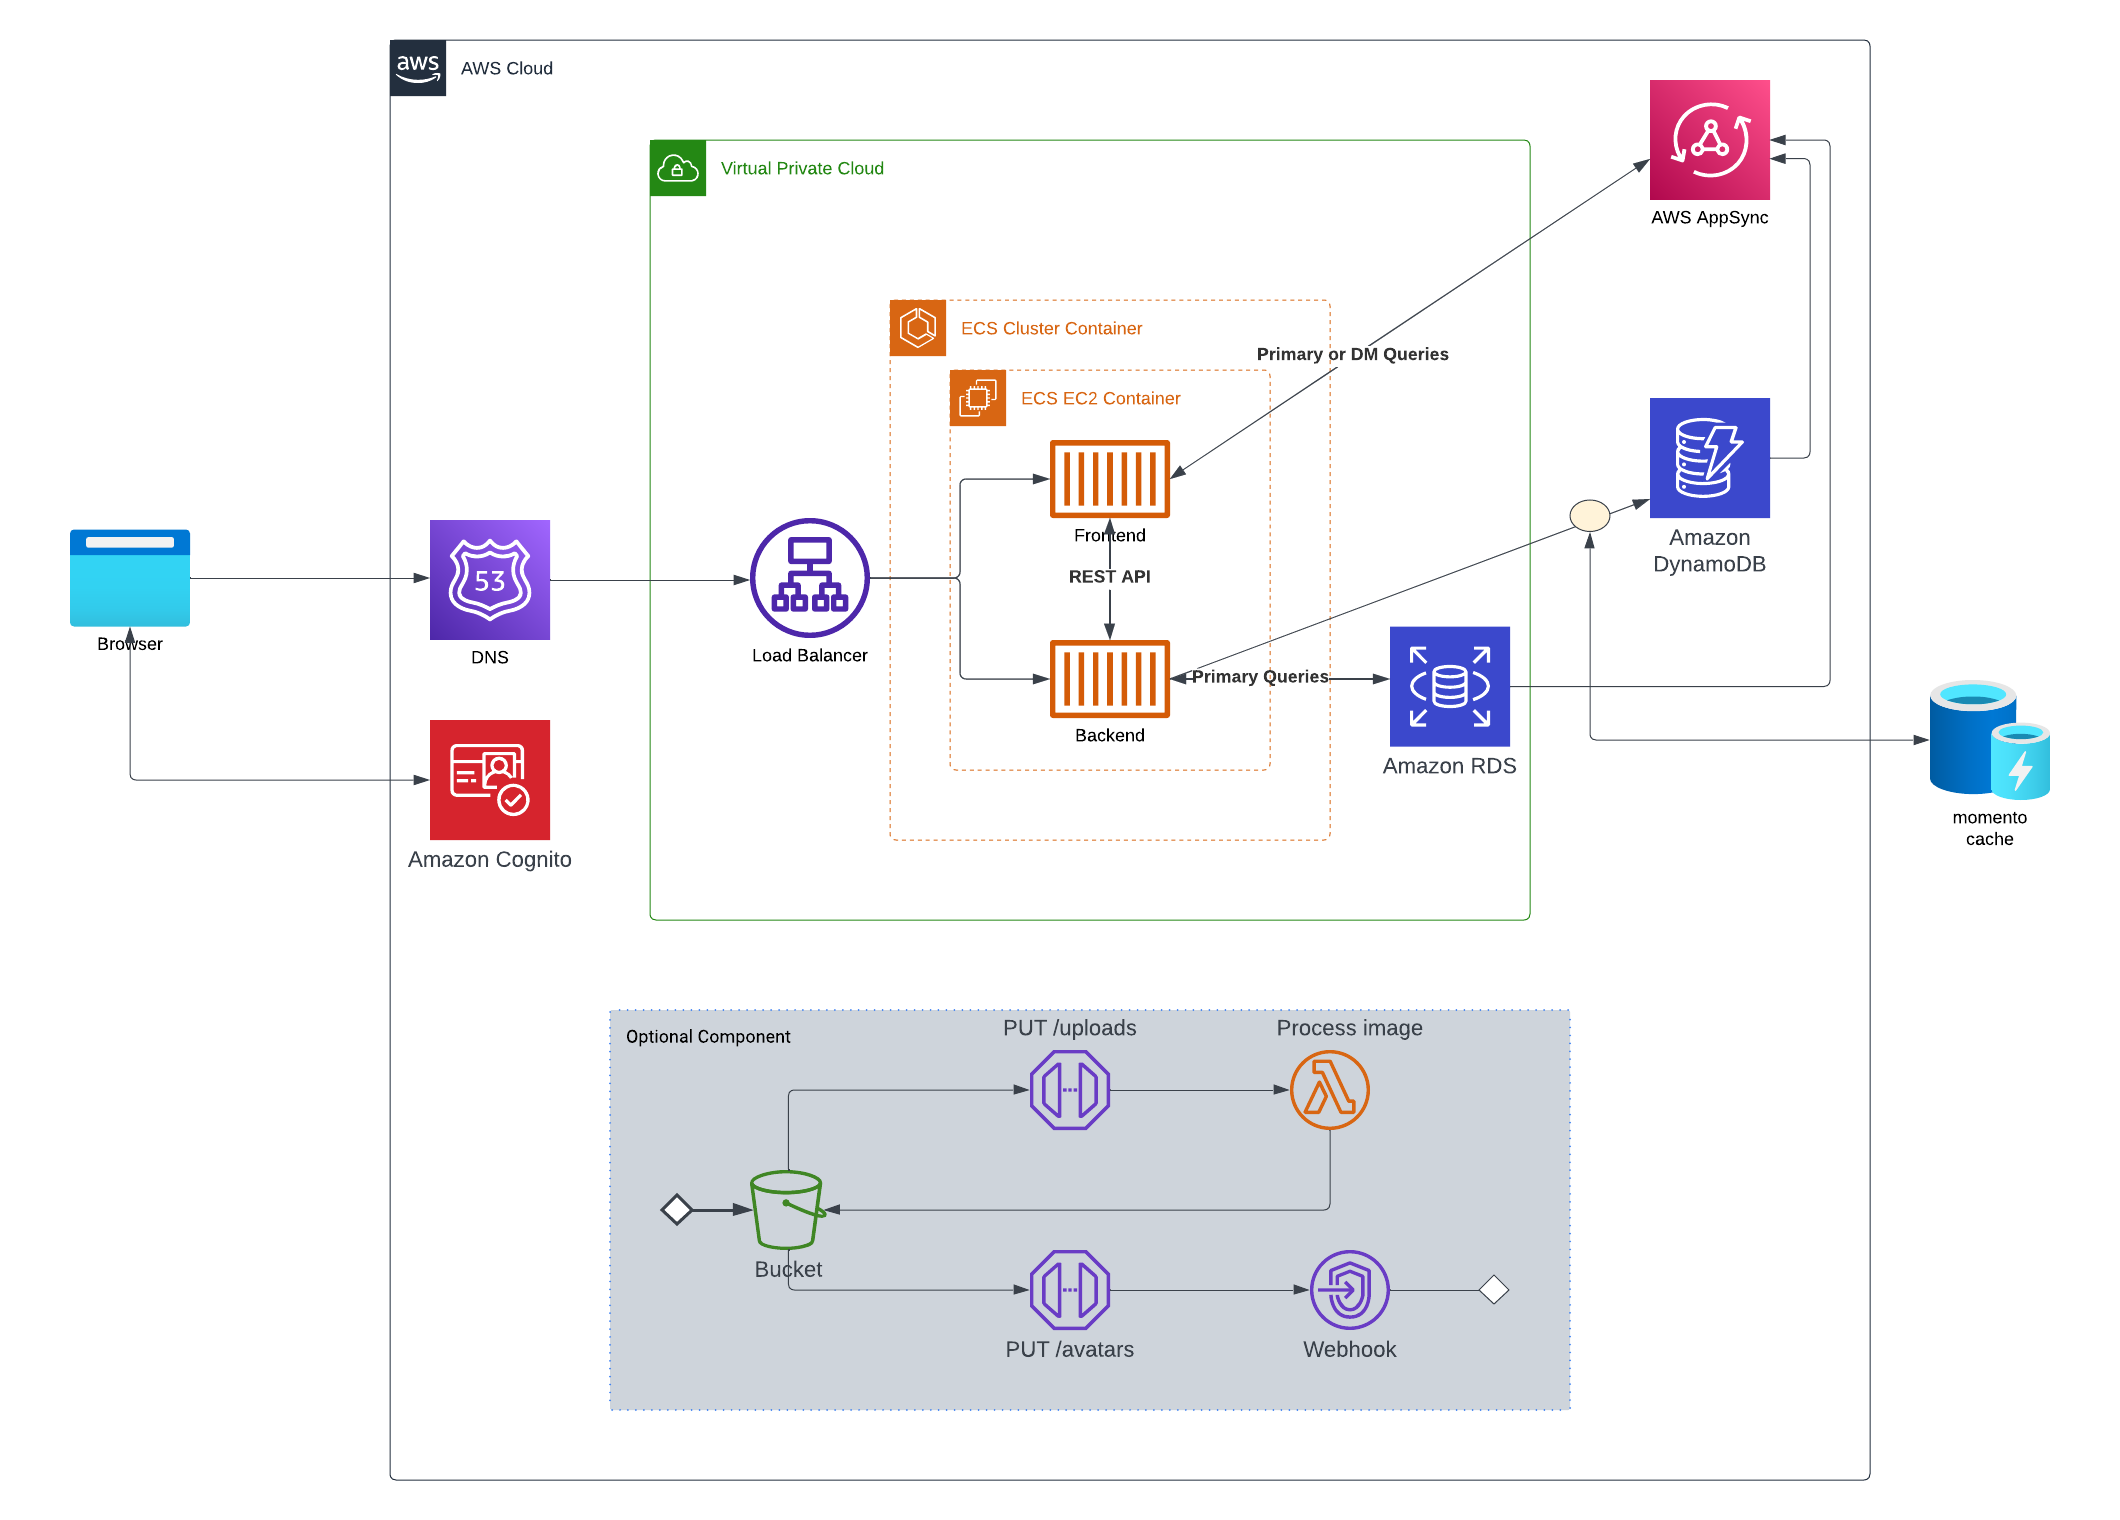 aws
AWS Cloud
Virtual Private Cloud
AWS AppSync
ECS Cluster Container
Primary or DM Queries
ECS EC2 Container
Frontend
REST API
Amazon
DynamoDB
53
Browser
DNS
Load Balancer
Primary Queries
Backend
Amazon RDS
momento
cache
Amazon Cognito
Optional Component
PUT /uploads
Process image
Bucket
PUT /avatars
Webhook